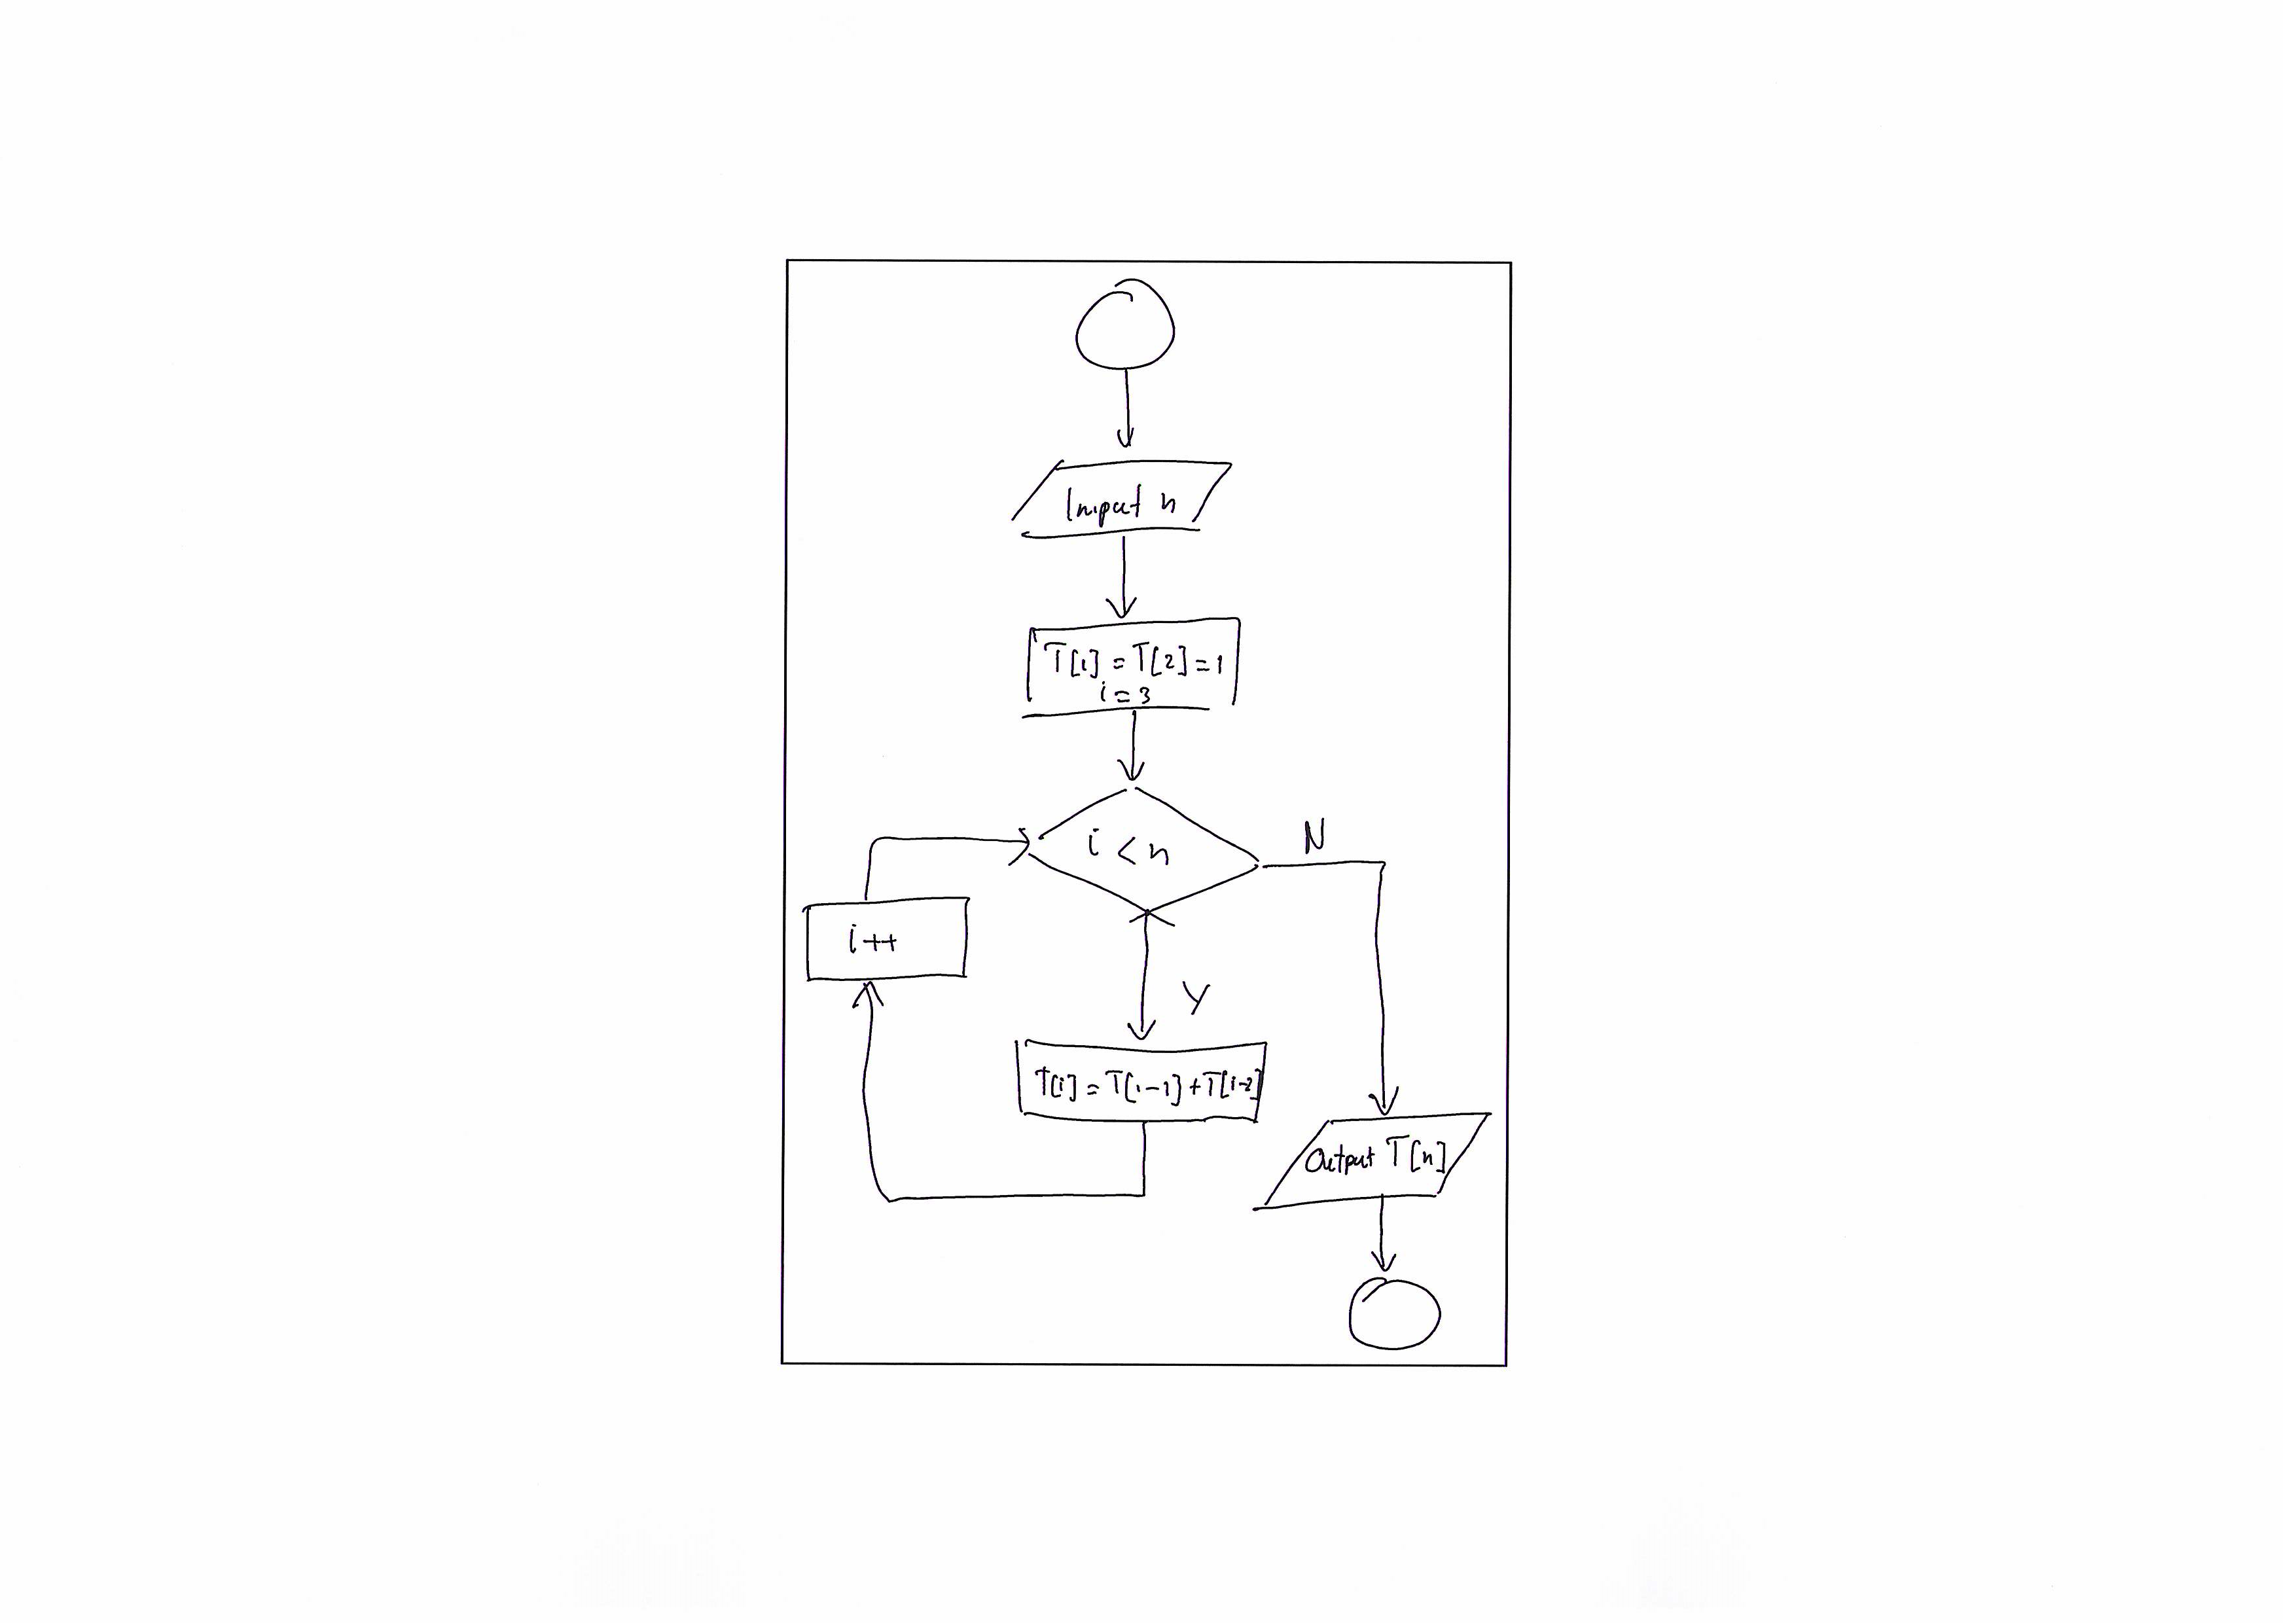 Input n
T[1] = T[2] = 1
i = 3
i < n
N
i++
Y
T[i] = T[i-1] + T[i-2]
Output T[n]